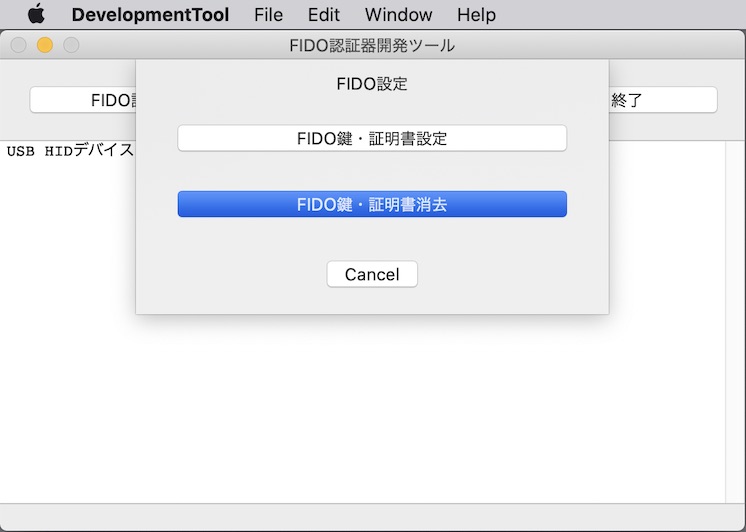 DevelopmentTool File Edit Window Help
FIDO認証器開発ツール
FIDO設定
FIDO 終了
FIDO鍵・証明書設定
USB HIDデバイス
FIDO鍵・証明書消去
Cancel